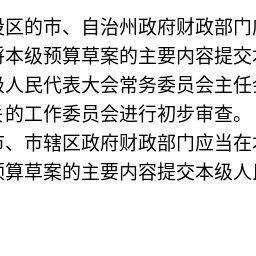 设区的市、自治州政府财政部门应
将本级预算草案的主要内容提交本
级人民代表大会常务委员会主任会
关的工作委员会进行初步审查。
市、市辖区政府财政部门应当在本
预算草案的主要内容提交本级人民